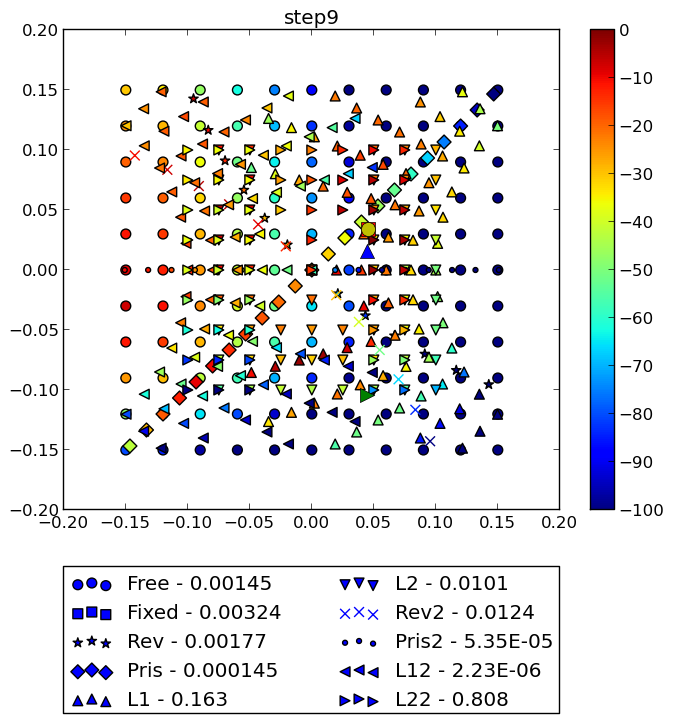 step9
0.20
0.15
0.10
0.05
0.00
−0.05
−0.10
−0.15
−0.20
−0.20 −0.15 −0.10 −0.05 0.00 0.05 0.10 0.15 0.20
0
−10
−20
−30
−40
−50
−60
−70
−80
−90
−100
Free - 0.00145
Fixed - 0.00324
Rev - 0.00177
Pris - 0.000145
L1 - 0.163
L2 - 0.0101
Rev2 - 0.0124
Pris2 - 5.35E-05
L12 - 2.23E-06
L22 - 0.808